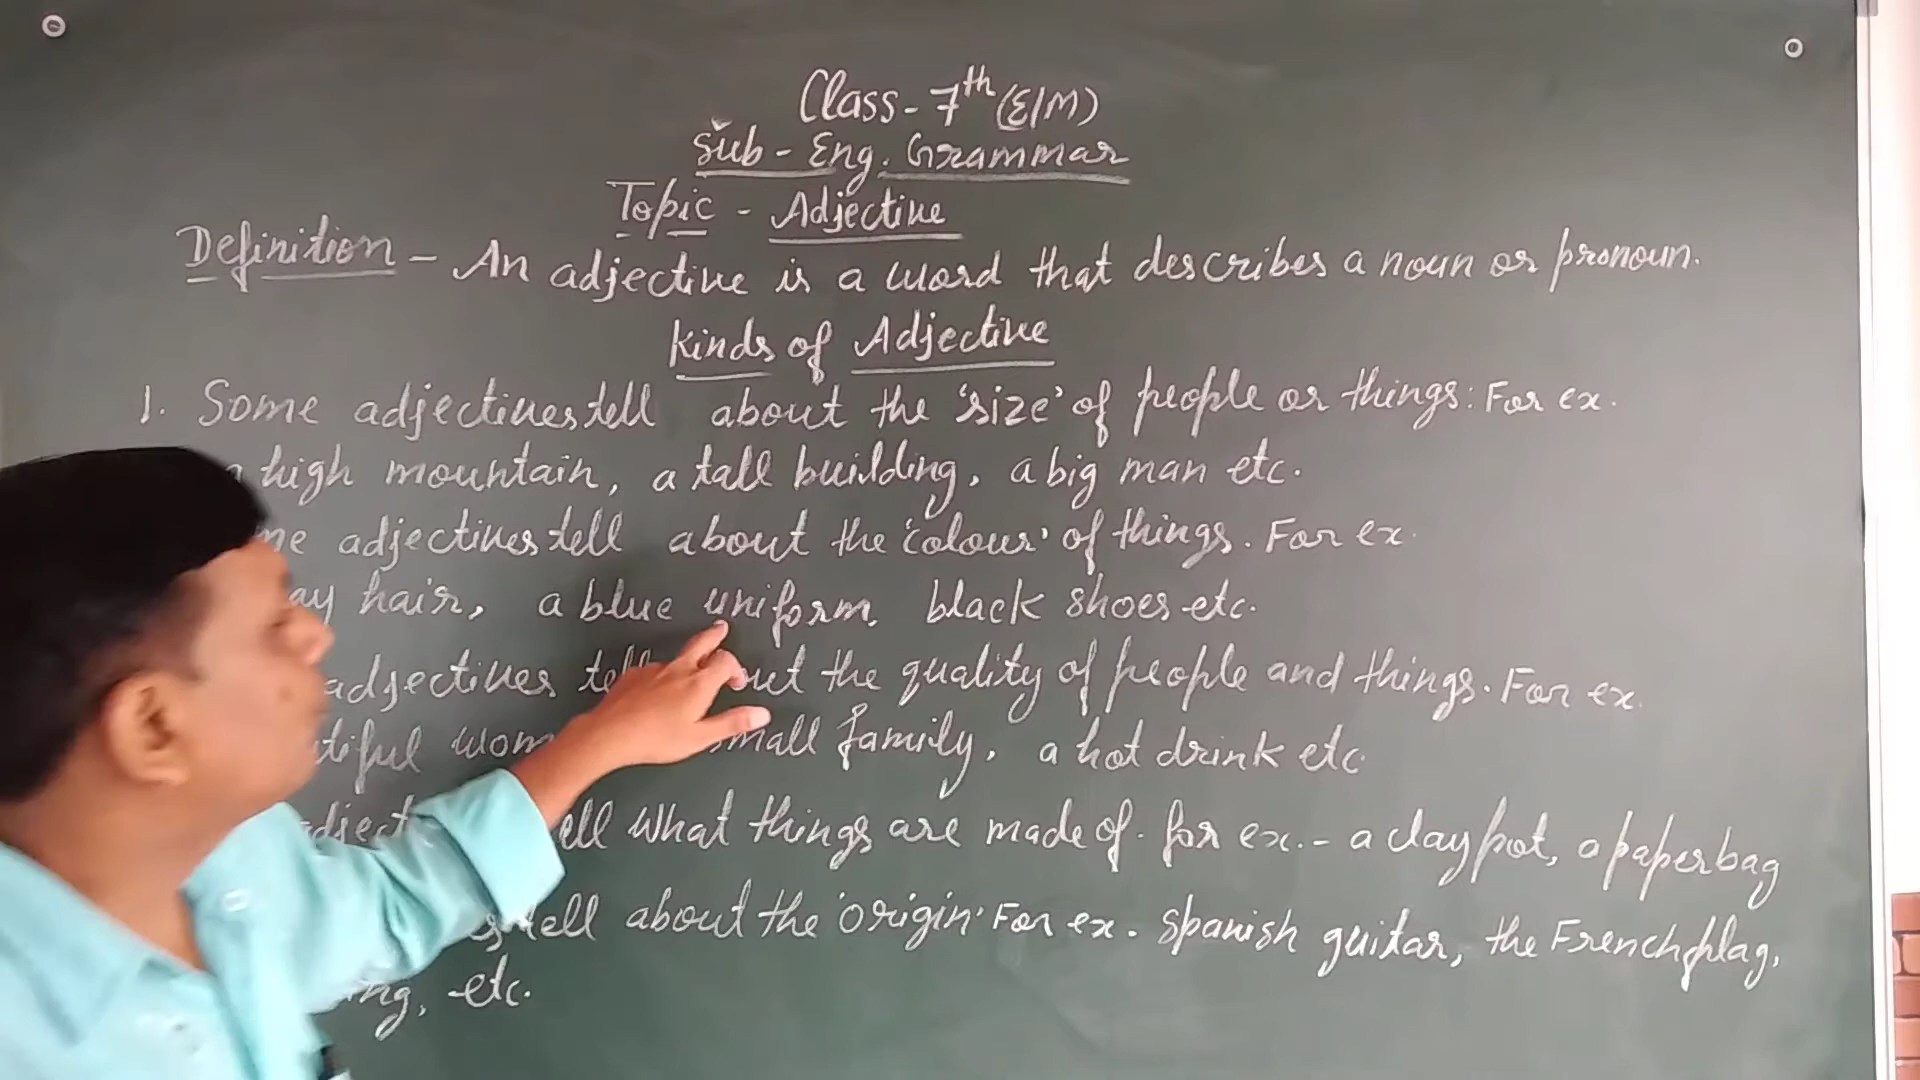 Class - 7th (E/M)
Sub - Eng. Grammar
Topic - Adjective
Definition - An adjective is a word that describes a noun or pronoun.
Kinds of Adjective
1. Some adjectives tell about the 'size' of people or things: For ex.
high mountain, a tall building, a big man etc.
adjectives tell about the 'colour' of things. For ex.
hair, a blue uniform, black shoes etc.
adjectives tell the quality of people and things. For ex.
small family, a hot drink etc.
what things are made of. for ex. - a clay pot, a paper bag
tell about the 'origin' For ex. spanish guitar, the French flag,
etc.